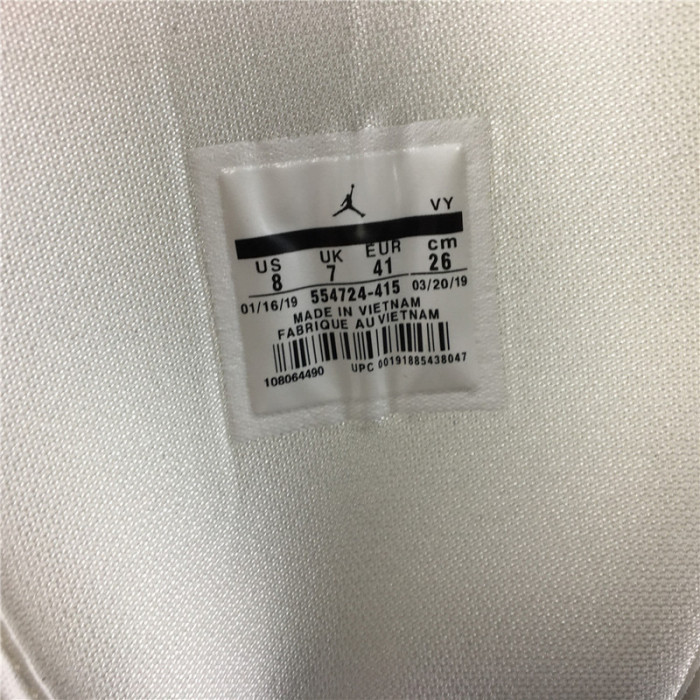 VY
US UK EUR cm
8 7 41 26
01/16/19 554724-415 03/20/19
MADE IN VIETNAM
FABRIQUE AU VIETNAM
108064490 UPC 00191885438047